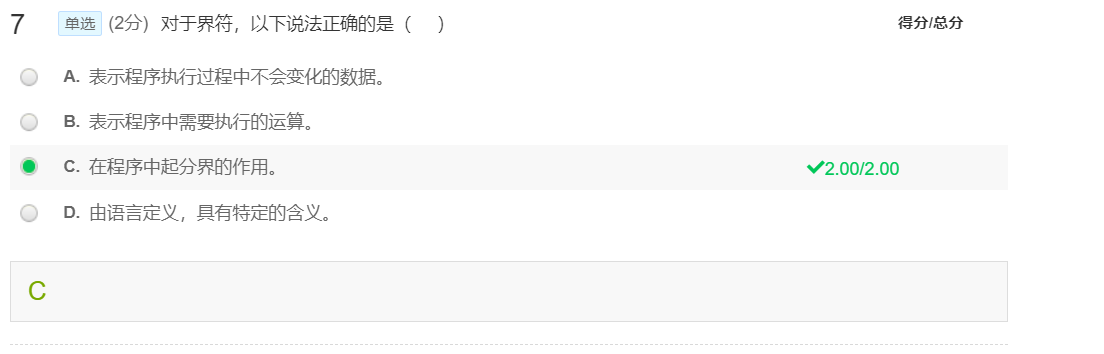 7 单选 (2分) 对于界符，以下说法正确的是（ ） 得分/总分
A. 表示程序执行过程中不会变化的数据。
B. 表示程序中需要执行的运算。
C. 在程序中起分界的作用。 2.00/2.00
D. 由语言定义，具有特定的含义。
C